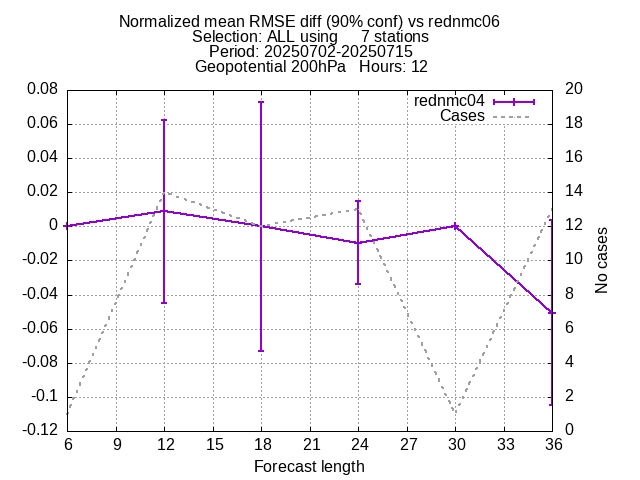 Normalized mean RMSE diff (90% conf) vs rednmc06
Selection: ALL using     7 stations
Period: 20250702-20250715
Geopotential 200hPa   Hours: 12
rednmc04
Cases
0.08
0.06
0.04
0.02
0
-0.02
-0.04
-0.06
-0.08
-0.1
-0.12
20
18
16
14
12
10
8
6
4
2
0
No cases
6 9 12 15 18 21 24 27 30 33 36
Forecast length